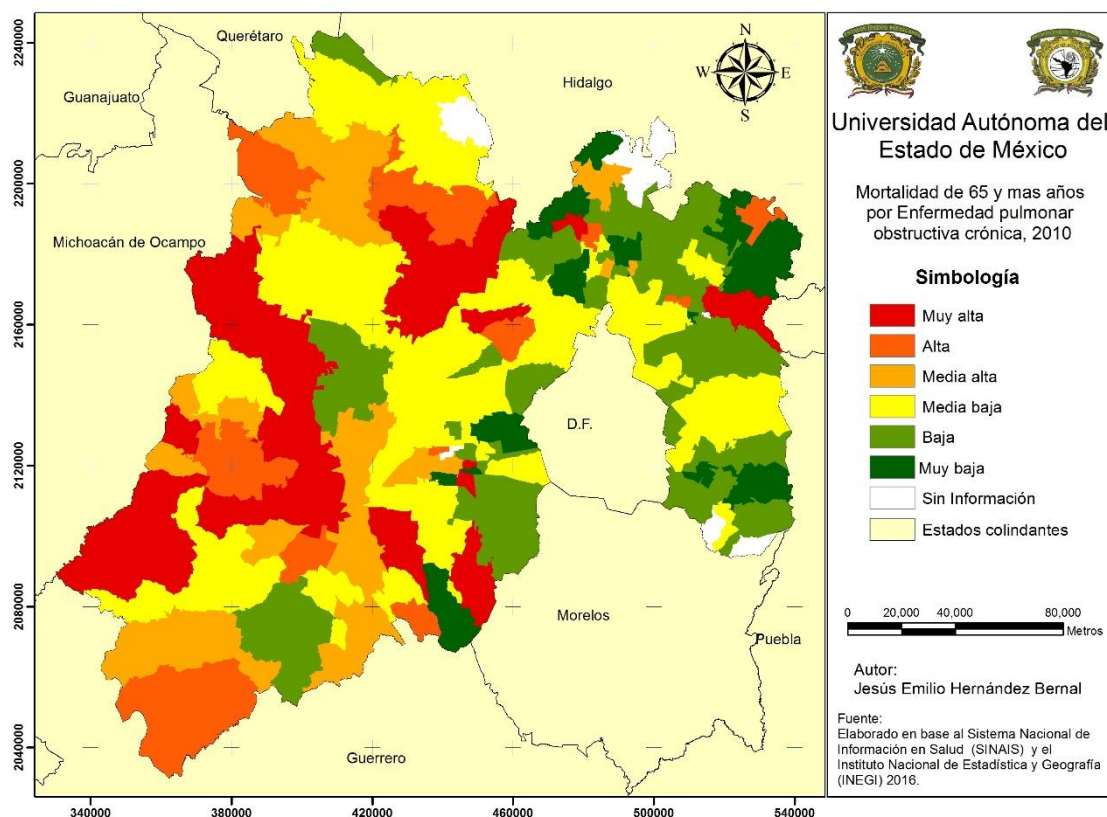 Universidad Autónoma del
Estado de México
Mortalidad de 65 y mas años
por Enfermedad pulmonar
obstructiva crónica, 2010
Simbología
Muy alta
Alta
Media alta
Media baja
Baja
Muy baja
Sin Información
Estados colindantes
0 20,000 40,000 80,000
Metros
Autor:
Jesús Emilio Hernández Bernal
Fuente:
Elaborado en base al Sistema Nacional de
Información en Salud (SINAIS) y el
Instituto Nacional de Estadística y Geografía
(INEGI) 2016.
Querétaro
Guanajuato
Hidalgo
N
W E
S
Michoacán de Ocampo
D.F.
Morelos
Puebla
Guerrero
2240000
2200000
2160000
2120000
2080000
2040000
340000 380000 420000 460000 500000 540000